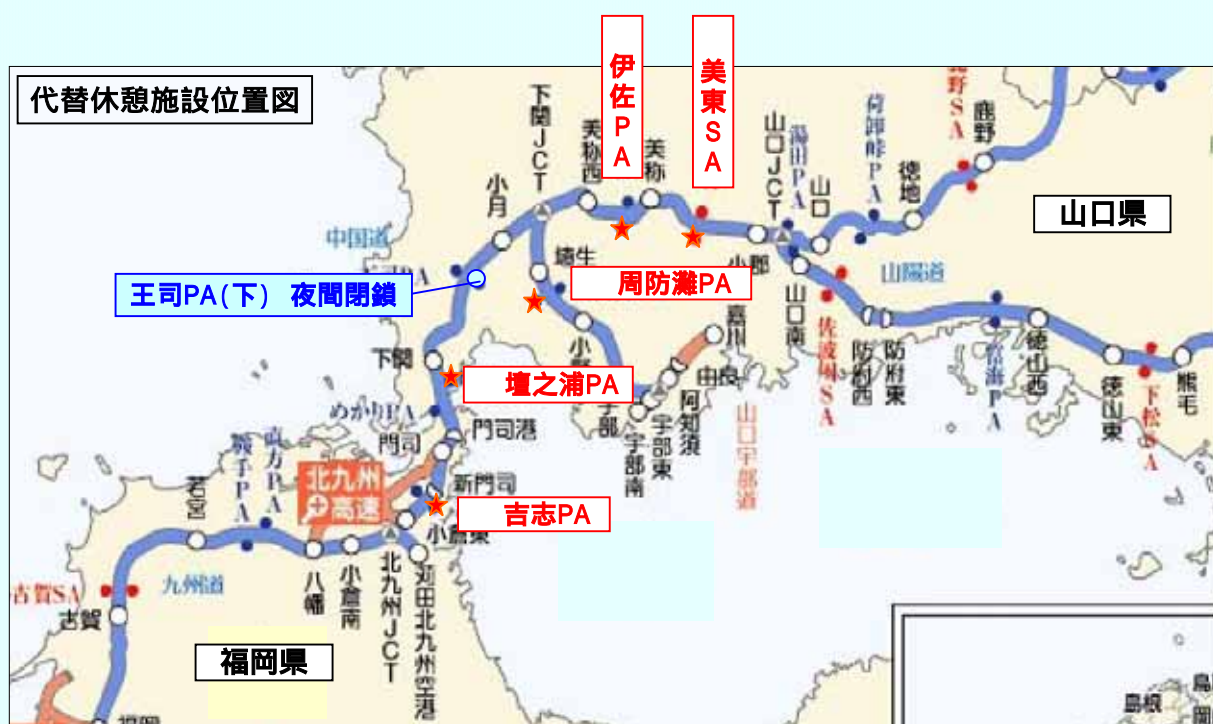 代替休憩施設位置図
伊佐PA
美東SA
下関JCT
美祢西
美祢
小月
中国道
王司PA(下) 夜間閉鎖
埴生
周防灘PA
小郡
山口JCT
湯田PA
山口
荷卸峠PA
徳地
野SA
鹿野
山口県
山陽道
山口南
佐波川SA
防府西
防府東
徳山西
徳山東
下松SA
熊毛
嘉川
由良
阿知須
宇部東
宇部南
山口宇部道
下関
壇之浦PA
めかりPA
門司港
門司
新門司
吉志PA
北九州
高速
直方PA
鞍手PA
若宮
小倉東
八幡
小倉南
北九州JCT
苅田北九州空港
九州道
古賀SA
古賀
福岡県
島根